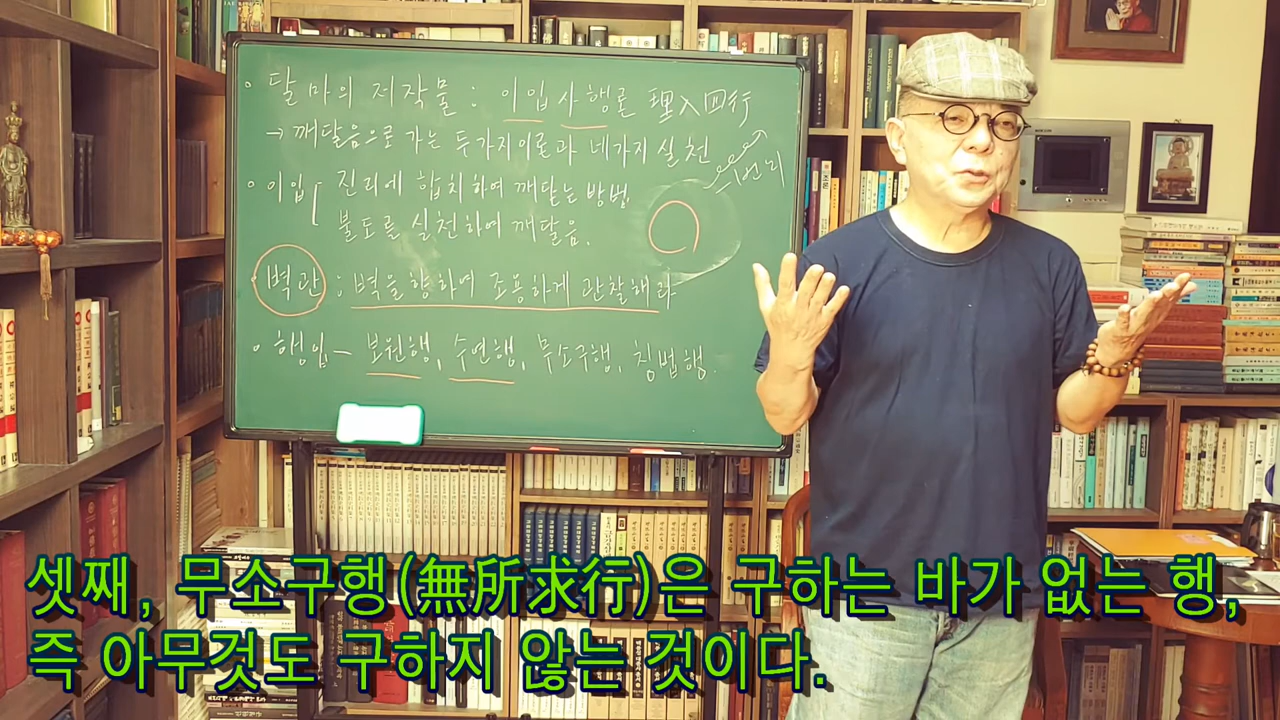 • 달마의 저작물 : 이입사행론 理入四行
→ 깨달음으로 가는 두가지이론과 네가지 실천
번뇌
• 이입 - 진리에 합치하여 깨닫는 방법.
불도를 실천하여 깨달음.
• 벽관 : 벽을 향하여 조용하게 관찰해라
• 행입 - 보원행, 수연행, 무소구행, 칭법행.
셋째, 무소구행(無所求行)은 구하는 바가 없는 행,
즉 아무것도 구하지 않는 것이다.